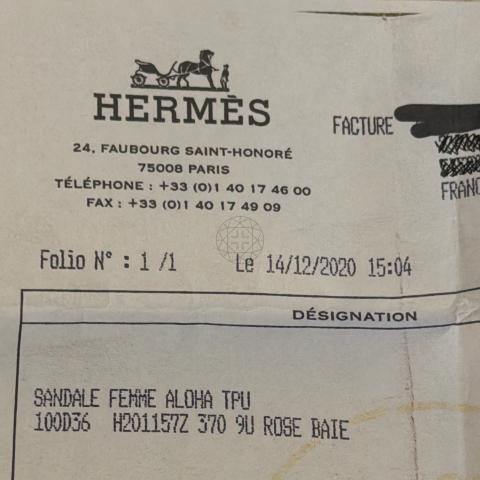 HERMÈS
24, FAUBOURG SAINT-HONORÉ
75008 PARIS
TÉLÉPHONE : +33 (0)1 40 17 46 00
FAX : +33 (0)1 40 17 49 09
FACTURE
FRANC
Folio N° : 1 /1 Le 14/12/2020 15:04
DÉSIGNATION
SANDALE FEMME ALOHA TPU
100D36 H201157Z 370 9U ROSE BAIE